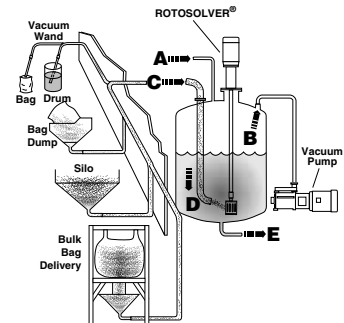 ROTOSOLVER®
Vacuum
Wand
A
C
Bag
Drum
B
Bag
Dump
Vacuum
Pump
Silo
D
E
Bulk
Bag
Delivery